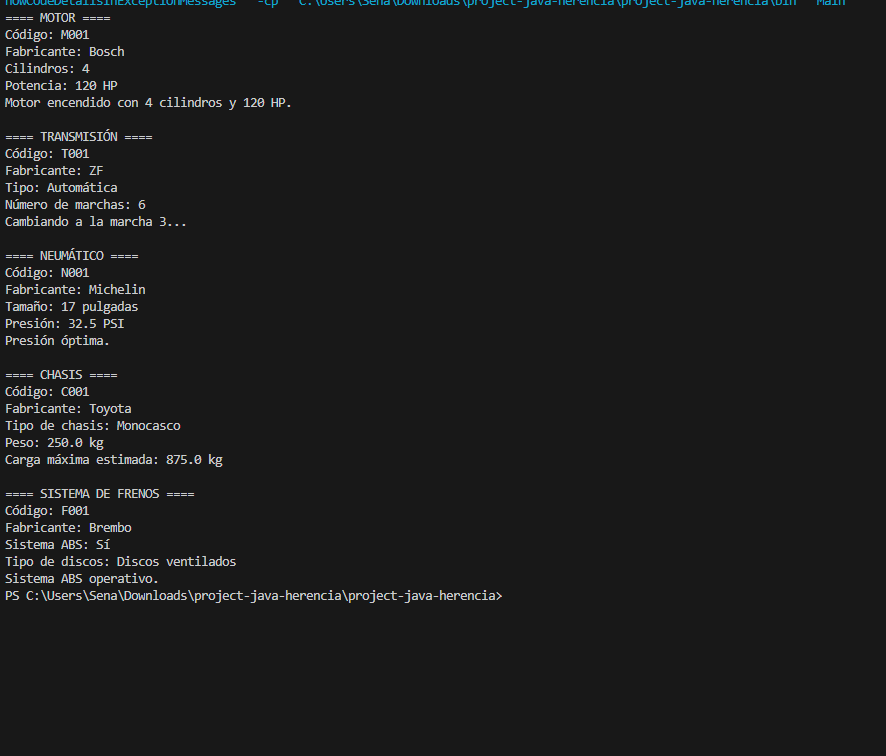 howCodeDetailsInExceptionMessages' '-cp' 'C:\Users\Sena\Downloads\project-java-herencia\project-java-herencia\bin' 'Main'
==== MOTOR ====
Código: M001
Fabricante: Bosch
Cilindros: 4
Potencia: 120 HP
Motor encendido con 4 cilindros y 120 HP.
==== TRANSMISIÓN ====
Código: T001
Fabricante: ZF
Tipo: Automática
Número de marchas: 6
Cambiando a la marcha 3...
==== NEUMÁTICO ====
Código: N001
Fabricante: Michelin
Tamaño: 17 pulgadas
Presión: 32.5 PSI
Presión óptima.
==== CHASIS ====
Código: C001
Fabricante: Toyota
Tipo de chasis: Monocasco
Peso: 250.0 kg
Carga máxima estimada: 875.0 kg
==== SISTEMA DE FRENOS ====
Código: F001
Fabricante: Brembo
Sistema ABS: Sí
Tipo de discos: Discos ventilados
Sistema ABS operativo.
PS C:\Users\Sena\Downloads\project-java-herencia\project-java-herencia>